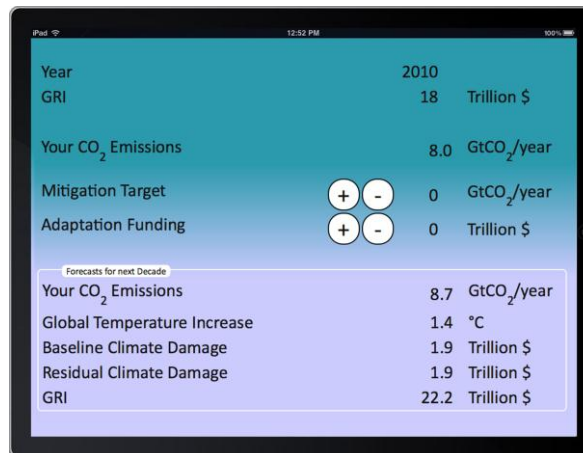 iPad 12:52 PM 100%
Year 2010
GRI 18 Trillion $
Your CO₂ Emissions 8.0 GtCO₂/year
Mitigation Target + - 0 GtCO₂/year
Adaptation Funding + - 0 Trillion $
Forecasts for next Decade
Your CO₂ Emissions 8.7 GtCO₂/year
Global Temperature Increase 1.4 °C
Baseline Climate Damage 1.9 Trillion $
Residual Climate Damage 1.9 Trillion $
GRI 22.2 Trillion $